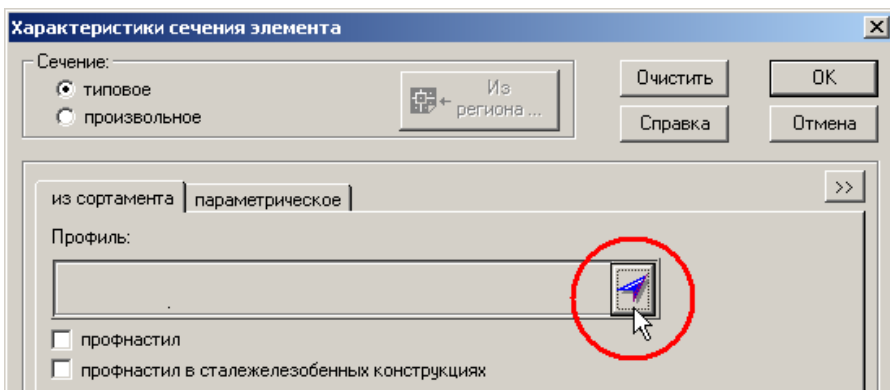 Характеристики сечения элемента
Сечение:
типовое
произвольное
Из
региона ...
Очистить
OK
Справка
Отмена
из сортамента
параметрическое
>>
Профиль:
профнастил
профнастил в сталежелезобенных конструкциях